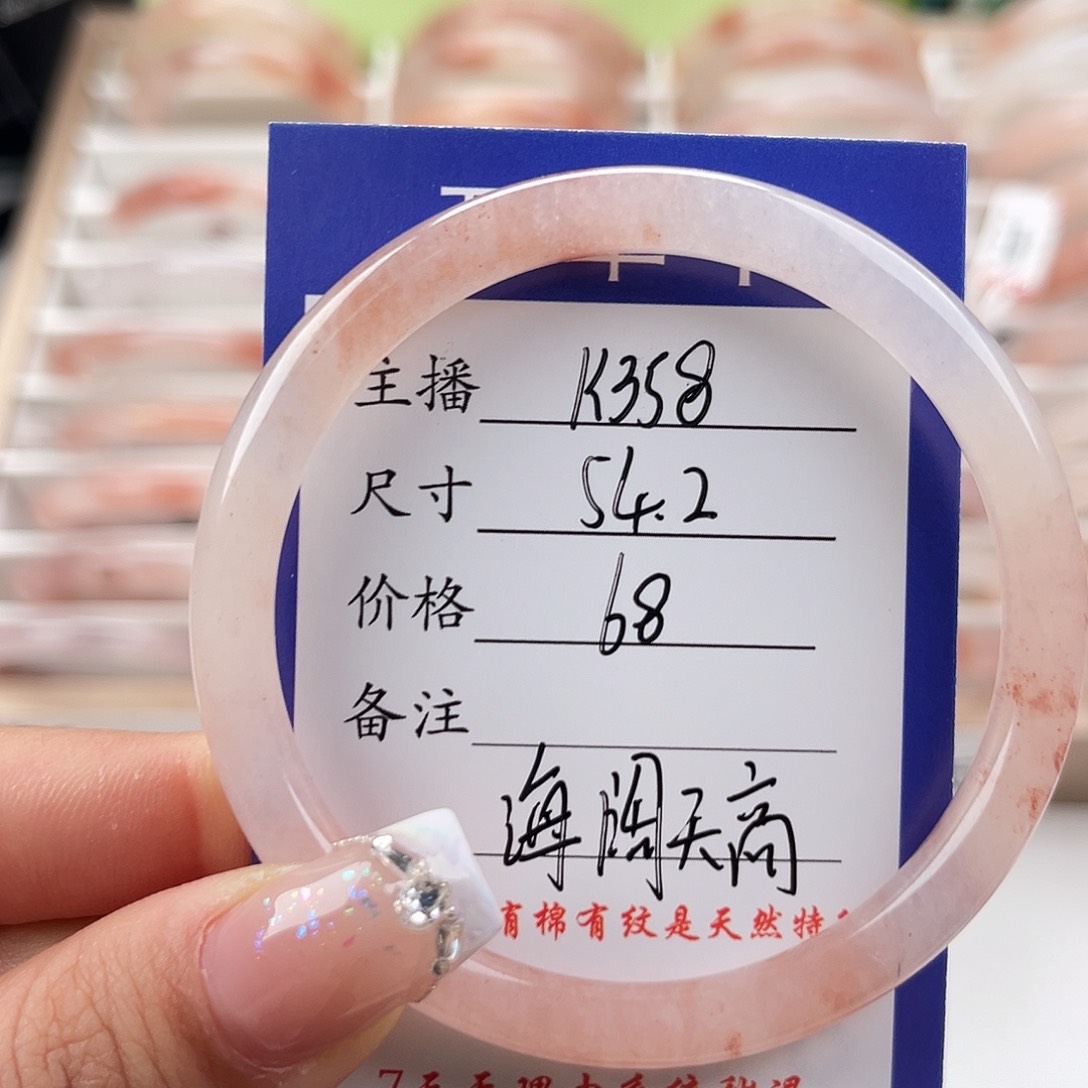 主播 K358
尺寸 54.2
价格 68
备注
海阔天高
有棉有纹是天然特